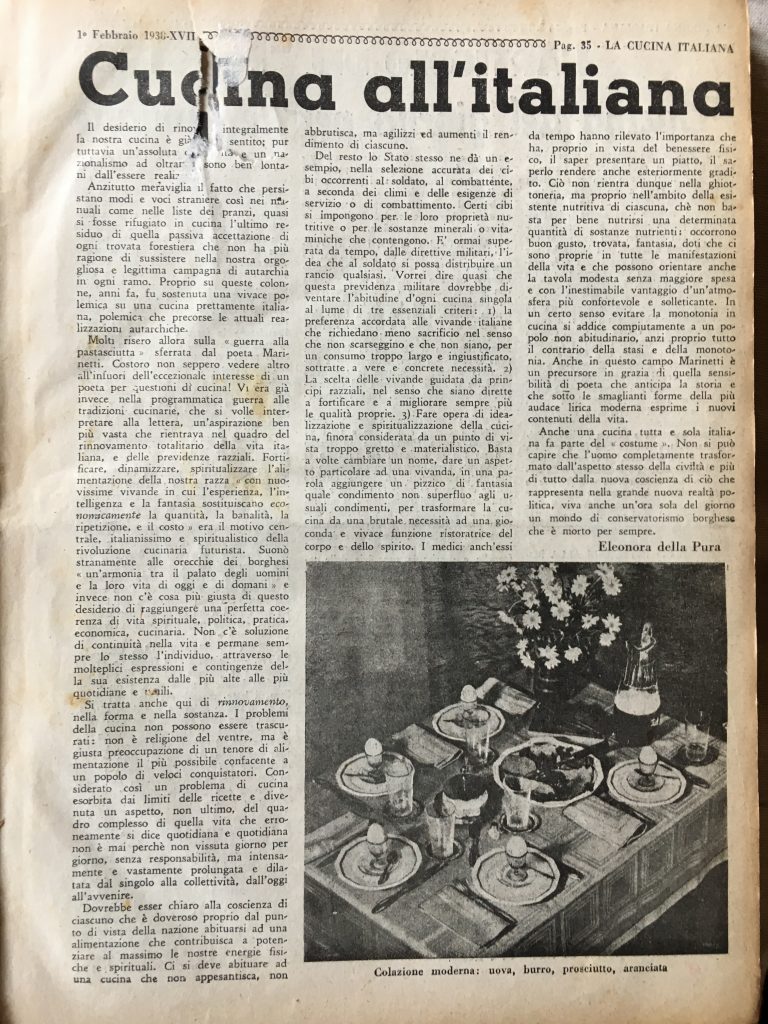 1º Febbraio 1938-XVII
Pag. 35 - LA CUCINA ITALIANA
Cucina all'italiana
Il desiderio di rinov integralmente
la nostra cucina è già sentito; pur
tuttavia un'assoluta e un na-
zionalismo ad oltran sono ben lonta-
ni dall'essere
Anzitutto meraviglia il fatto che persi-
stano modi e voci straniere così nei ma-
nuali come nelle liste dei pranzi, quasi
si fosse rifugiato in cucina l'ultimo re-
siduo di quella passiva accettazione di
ogni trovata forestiera che non ha più
ragione di sussistere nella nostra orgo-
gliosa e legittima campagna di autarchia
in ogni ramo. Proprio su queste colon-
ne, anni fa, fu sostenuta una vivace po-
lemica su una cucina prettamente italia-
na, polemica che precorse le attuali rea-
lizzazioni autarchiche.
Molti risero allora sulla « guerra alla
pastasciutta » sferrata dal poeta Mari-
netti. Costoro non seppero vedere altro
all'infuori dell'eccezionale interesse di un
poeta per questioni di cucina! Vi era già
invece nella programmatica guerra alle
tradizioni cucinarie, che si volle inter-
pretare alla lettera, un'aspirazione ben
più vasta che rientrava nel quadro del
rinnovamento totalitario della vita ita-
liana, e delle previdenze razziali. Forti-
ficare, dinamizzare, spiritualizzare l'ali-
mentazione della nostra razza « con nuo-
vissime vivande in cui l'esperienza, l'in-
telligenza e la fantasia sostituiscano eco-
nomicamente la quantità, la banalità, la
ripetizione, e il costo » era il motivo cen-
trale, italianissimo e spiritualistico della
rivoluzione cucinaria futurista. Suonò
stranamente alle orecchie dei borghesi
« un'armonia tra il palato degli uomini
e la loro vita di oggi e di domani » e
invece non c'è cosa più giusta di questo
desiderio di raggiungere una perfetta coe-
renza di vita spirituale, politica, pratica,
economica, cucinaria. Non c'è soluzione
di continuità nella vita e permane sem-
pre lo stesso l'individuo, attraverso le
molteplici espressioni e contingenze del-
la sua esistenza dalle più alte alle più
quotidiane e umili.
Si tratta anche qui di rinnovamento,
nella forma e nella sostanza. I problemi
della cucina non possono essere trascu-
rati: non è religione del ventre, ma è
giusta preoccupazione di un tenore di ali-
mentazione il più possibile confacente a
un popolo di veloci conquistatori. Con-
siderato così un problema di cucina
esorbita dai limiti delle ricette e dive-
nuta un aspetto, non ultimo, del qua-
dro complesso di quella vita che erro-
neamente si dice quotidiana e quotidiana
non è mai perchè non vissuta giorno per
giorno, senza responsabilità, ma intensa-
mente e vastamente prolungata e dila-
tata dal singolo alla collettività, dall'oggi
all'avvenire.
Dovrebbe esser chiaro alla coscienza di
ciascuno che è doveroso proprio dal pun-
to di vista della nazione abituarsi ad una
alimentazione che contribuisca a poten-
ziare al massimo le nostre energie fisi-
che e spirituali. Ci si deve abituare ad
una cucina che non appesantisca, non
abbrutisca, ma agilizzi ed aumenti il ren-
dimento di ciascuno.
Del resto lo Stato stesso ne dà un e-
sempio, nella selezione accurata dei ci-
bi occorrenti al soldato, al combattente,
a seconda dei climi e delle esigenze di
servizio o di combattimento. Certi cibi
si impongono per le loro proprietà nu-
tritive o per le sostanze minerali o vita-
miniche che contengono. E' ormai supe-
rata da tempo, dalle direttive militari, l'i-
dea che al soldato si possa distribuire un
rancio qualsiasi. Vorrei dire quasi che
questa previdenza militare dovrebbe di-
ventare l'abitudine d'ogni cucina singola
al lume di tre essenziali criteri: 1) la
preferenza accordata alle vivande italiane
che richiedano meno sacrificio nel senso
che non scarseggino e che non siano, per
un consumo troppo largo e ingiustificato,
sottratte a vere e concrete necessità. 2)
La scelta delle vivande guidata da prin-
cipi razziali, nel senso che siano dirette
a fortificare e a migliorare sempre più
le qualità proprie. 3) Fare opera di idea-
lizzazione e spiritualizzazione della cuci-
na, finora considerata da un punto di vi-
sta troppo gretto e materialistico. Basta
a volte cambiare un nome, dare un aspet-
to particolare ad una vivanda, in una pa-
rola aggiungere un pizzico di fantasia
quale condimento non superfluo agli u-
suali condimenti, per trasformare la cu-
cina da una brutale necessità ad una gio-
conda e vivace funzione ristoratrice del
corpo e dello spirito. I medici anch'essi
da tempo hanno rilevato l'importanza che
ha, proprio in vista del benessere fisi-
co, il saper presentare un piatto, il sa-
perlo rendere anche esteriormente gradi-
to. Ciò non rientra dunque nella ghiot-
toneria, ma proprio nell'ambito della esi-
stente nutritiva di ciascuna, chè non ba-
sta per bene nutrirsi una determinata
quantità di sostanze nutrienti: occorrono
buon gusto, trovata, fantasia, doti che ci
sono proprie in tutte le manifestazioni
della vita e che possono orientare anche
la tavola modesta senza maggiore spesa
e con l'inestimabile vantaggio d'un'atmo-
sfera più confortevole e solleticante. In
un certo senso evitare la monotonia in
cucina si addice compiutamente a un po-
polo non abitudinario, anzi proprio tutto
il contrario della stasi e della monoto-
nia. Anche in questo campo Marinetti è
un precursore in grazia di quella sensi-
bilità di poeta che anticipa la storia e
che sotto le smaglianti forme della più
audace lirica moderna esprime i nuovi
contenuti della vita.
Anche una cucina tutta e sola italia-
na fa parte del « costume ». Non si può
capire che l'uomo completamente trasfor-
mato dall'aspetto stesso della civiltà e più
di tutto dalla nuova coscienza di ciò che
rappresenta nella grande nuova realtà po-
litica, viva anche un'ora sola del giorno
un mondo di conservatorismo borghese
che è morto per sempre.
Eleonora della Pura
Colazione moderna: uova, burro, prosciutto, aranciata